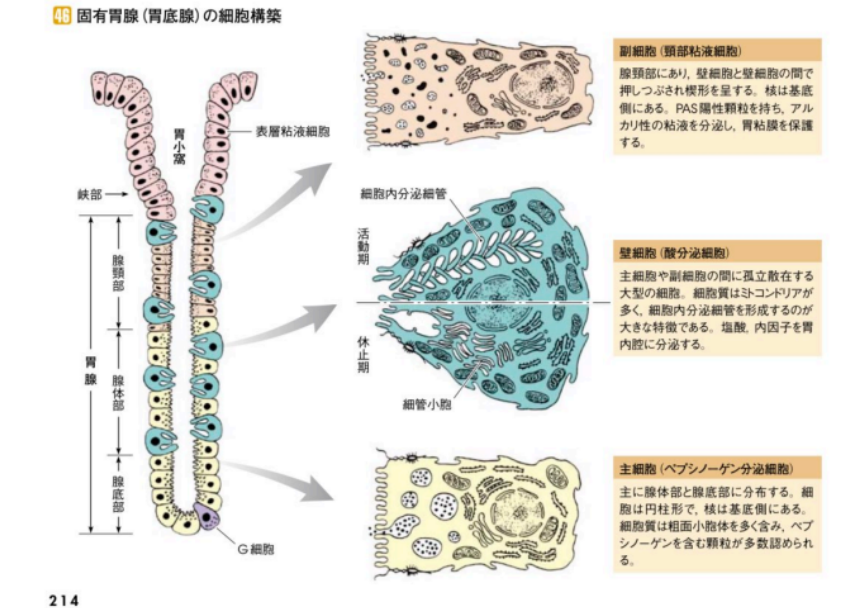 46 固有胃腺（胃底腺）の細胞構築
胃小窩
表層粘液細胞
峡部
胃腺
腺頸部
腺体部
腺底部
G細胞
副細胞（頸部粘液細胞）
腺頸部にあり，壁細胞と壁細胞の間で
押しつぶされ楔形を呈する。核は基底
側にある。PAS陽性顆粒を持ち，アル
カリ性の粘液を分泌し，胃粘膜を保護
する。
細胞内分泌細管
活動期
休止期
細管小胞
壁細胞（酸分泌細胞）
主細胞や副細胞の間に孤立散在する
大型の細胞。細胞質はミトコンドリアが
多く，細胞内分泌細管を形成するのが
大きな特徴である。塩酸，内因子を胃
内腔に分泌する。
主細胞（ペプシノーゲン分泌細胞）
主に腺体部と腺底部に分布する。細
胞は円柱形で，核は基底側にある。
細胞質は粗面小胞体を多く含み，ペプ
シノーゲンを含む顆粒が多数認められ
る。
214